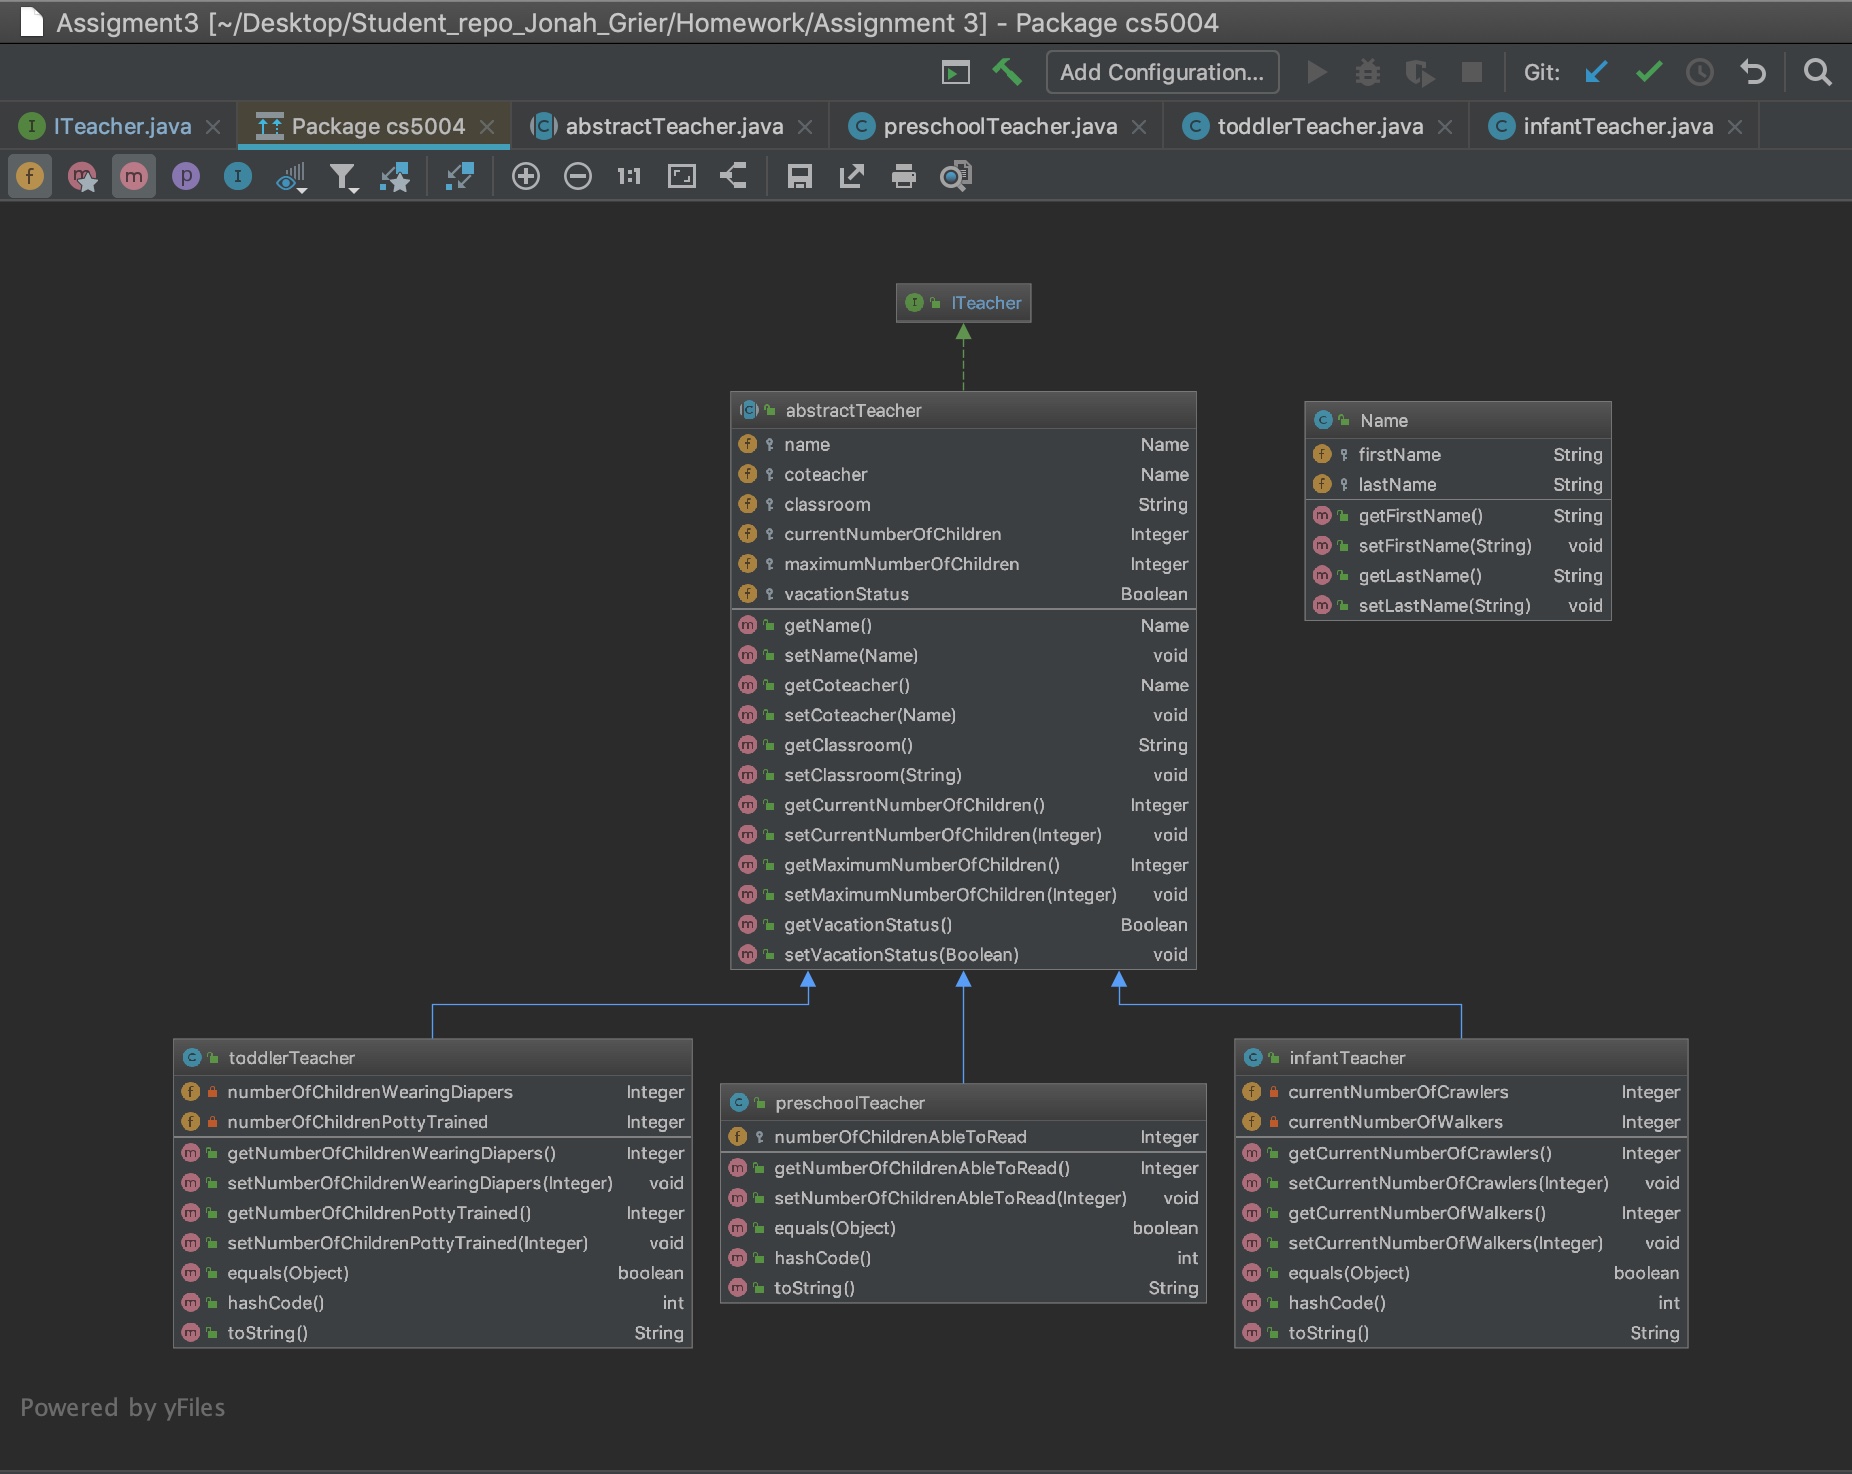 Assigment3 [~/Desktop/Student_repo_Jonah_Grier/Homework/Assignment 3] - Package cs5004
Add Configuration...
Git:
ITeacher.java
Package cs5004
abstractTeacher.java
preschoolTeacher.java
toddlerTeacher.java
infantTeacher.java
1:1
ITeacher
abstractTeacher
name Name
coteacher Name
classroom String
currentNumberOfChildren Integer
maximumNumberOfChildren Integer
vacationStatus Boolean
getName() Name
setName(Name) void
getCoteacher() Name
setCoteacher(Name) void
getClassroom() String
setClassroom(String) void
getCurrentNumberOfChildren() Integer
setCurrentNumberOfChildren(Integer) void
getMaximumNumberOfChildren() Integer
setMaximumNumberOfChildren(Integer) void
getVacationStatus() Boolean
setVacationStatus(Boolean) void
Name
firstName String
lastName String
getFirstName() String
setFirstName(String) void
getLastName() String
setLastName(String) void
toddlerTeacher
numberOfChildrenWearingDiapers Integer
numberOfChildrenPottyTrained Integer
getNumberOfChildrenWearingDiapers() Integer
setNumberOfChildrenWearingDiapers(Integer) void
getNumberOfChildrenPottyTrained() Integer
setNumberOfChildrenPottyTrained(Integer) void
equals(Object) boolean
hashCode() int
toString() String
preschoolTeacher
numberOfChildrenAbleToRead Integer
getNumberOfChildrenAbleToRead() Integer
setNumberOfChildrenAbleToRead(Integer) void
equals(Object) boolean
hashCode() int
toString() String
infantTeacher
currentNumberOfCrawlers Integer
currentNumberOfWalkers Integer
getCurrentNumberOfCrawlers() Integer
setCurrentNumberOfCrawlers(Integer) void
getCurrentNumberOfWalkers() Integer
setCurrentNumberOfWalkers(Integer) void
equals(Object) boolean
hashCode() int
toString() String
Powered by yFiles